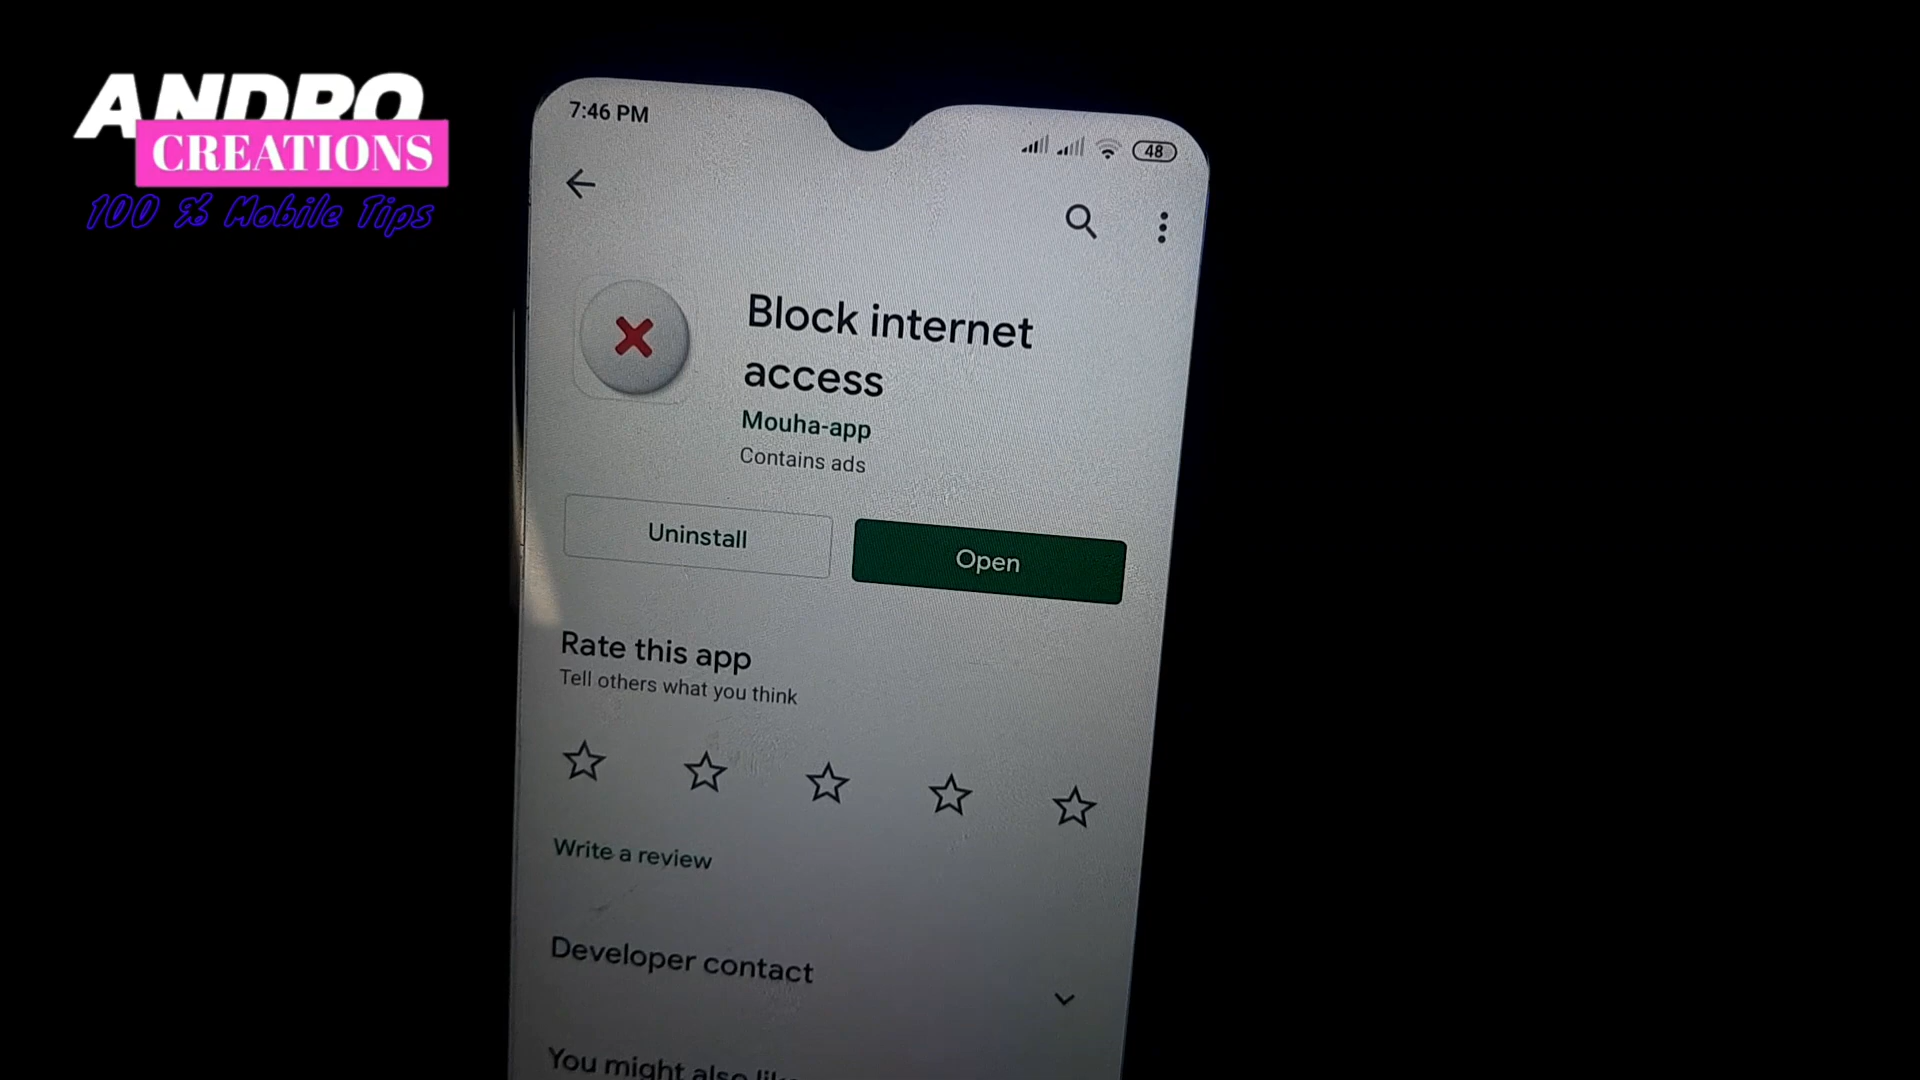 ANDRO
CREATIONS
100 % Mobile Tips
7:46 PM
48
Block internet
access
Mouha-app
Contains ads
Uninstall
Open
Rate this app
Tell others what you think
Write a review
Developer contact
You might also